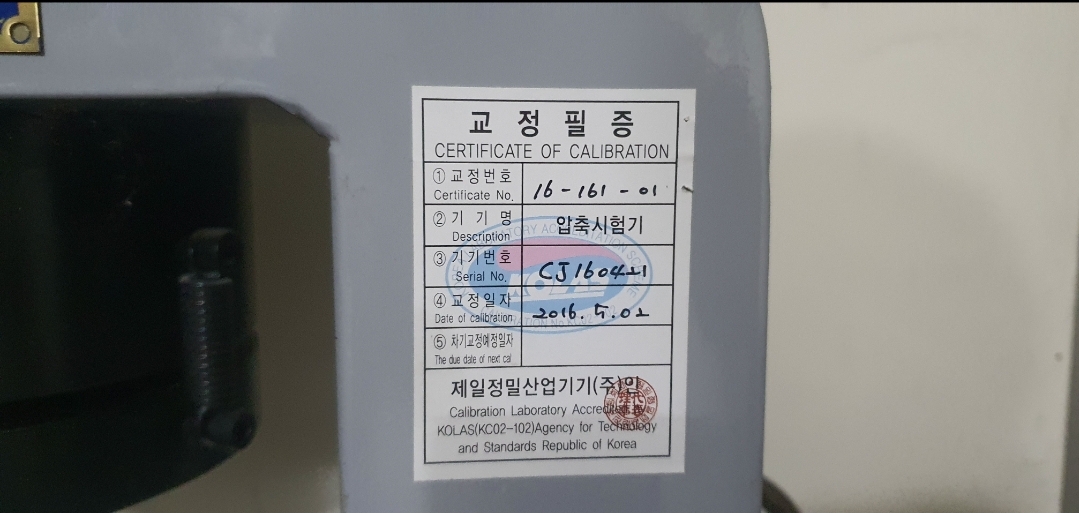 교정필증
CERTIFICATE OF CALIBRATION
① 교정번호
Certificate No.
16-161-01
② 기기명
Description
압축시험기
③ 기기번호
Serial No.
CJ160421
④ 교정일자
Date of calibration
2016. 5. 02
⑤ 차기교정예정일자
The due date of next cal
제일정밀산업기기(주)인
Calibration Laboratory Accredited by
KOLAS(KC02-102)Agency for Technology
and Standards Republic of Korea